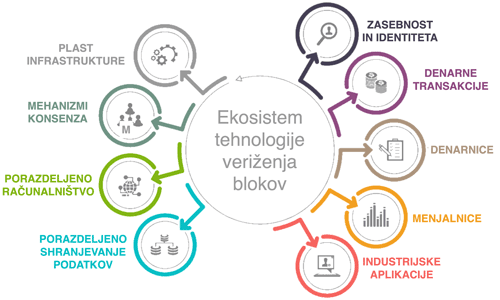 Ekosistem
tehnologije
veriženja
blokov
ZASEBNOST
IN IDENTITETA
DENARNE
TRANSAKCIJE
DENARNICE
MENJALNICE
INDUSTRIJSKE
APLIKACIJE
PORAZDELJENO
SHRANJEVANJE
PODATKOV
PORAZDELJENO
RAČUNALNIŠTVO
MEHANIZMI
KONSENZA
M
PLAST
INFRASTRUKTURE